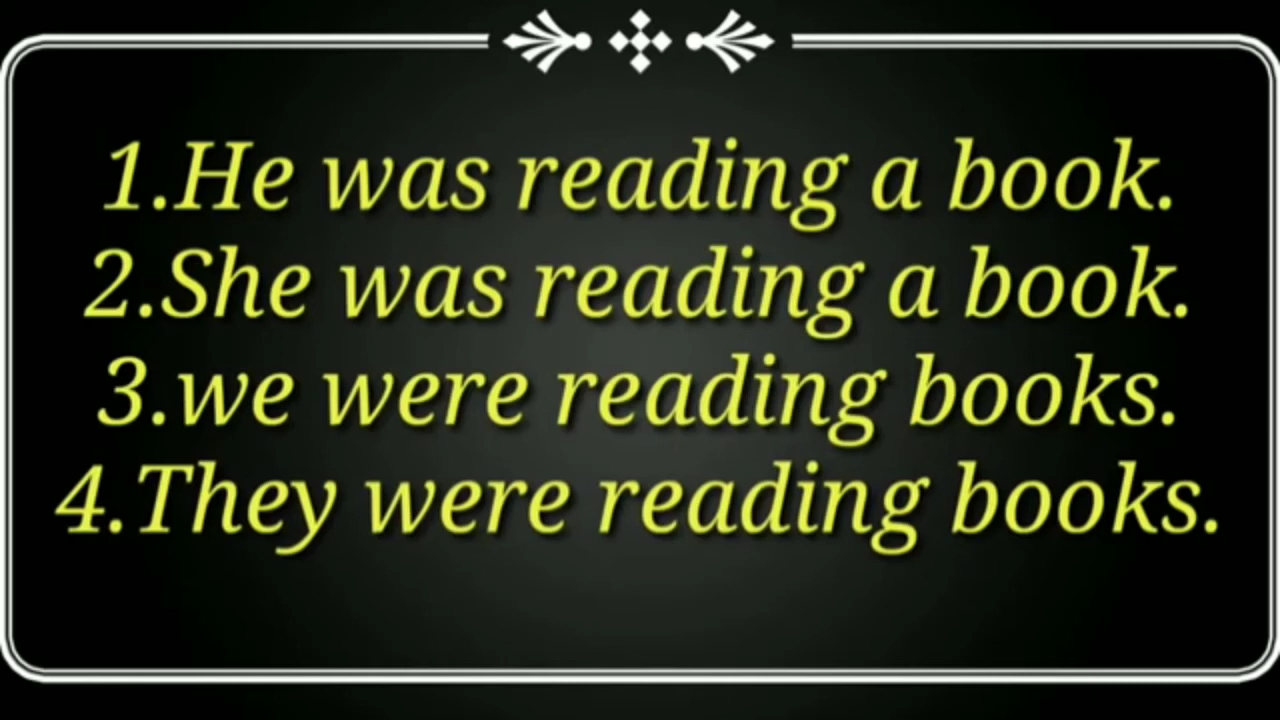 1.He was reading a book.
2.She was reading a book.
3.we were reading books.
4.They were reading books.